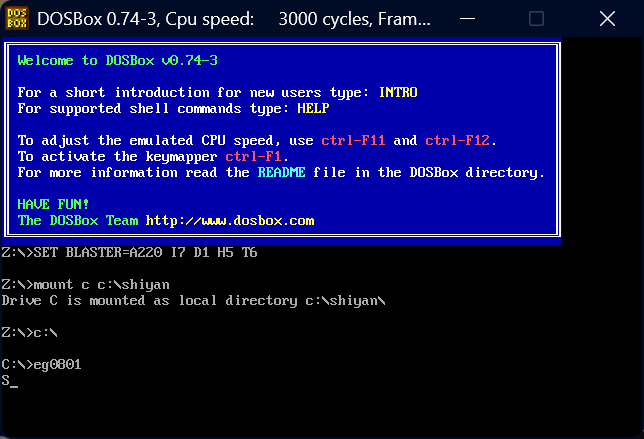 DOS
BOX
DOSBox 0.74-3, Cpu speed:    3000 cycles, Fram...
Welcome to DOSBox v0.74-3
For a short introduction for new users type: INTRO
For supported shell commands type: HELP
To adjust the emulated CPU speed, use ctrl-F11 and ctrl-F12.
To activate the keymapper ctrl-F1.
For more information read the README file in the DOSBox directory.
HAVE FUN!
The DOSBox Team http://www.dosbox.com
Z:\>SET BLASTER=A220 I7 D1 H5 T6
Z:\>mount c c:\shiyan
Drive C is mounted as local directory c:\shiyan\
Z:\>c:\
C:\>eg0801
S_